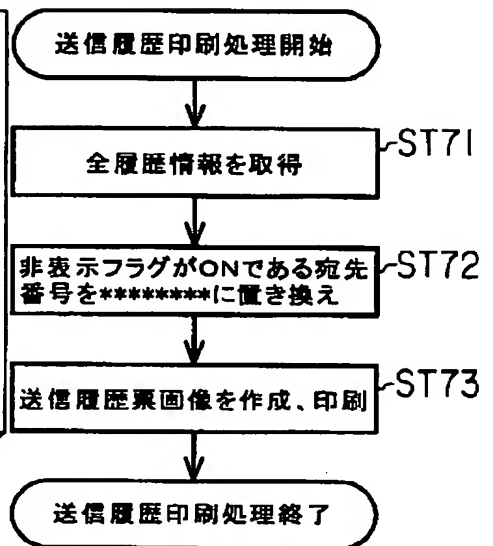 送信履歴印刷処理開始
全履歴情報を取得
ST71
非表示フラグがONである宛先
番号を********に置き換え
ST72
送信履歴票画像を作成、印刷
ST73
送信履歴印刷処理終了